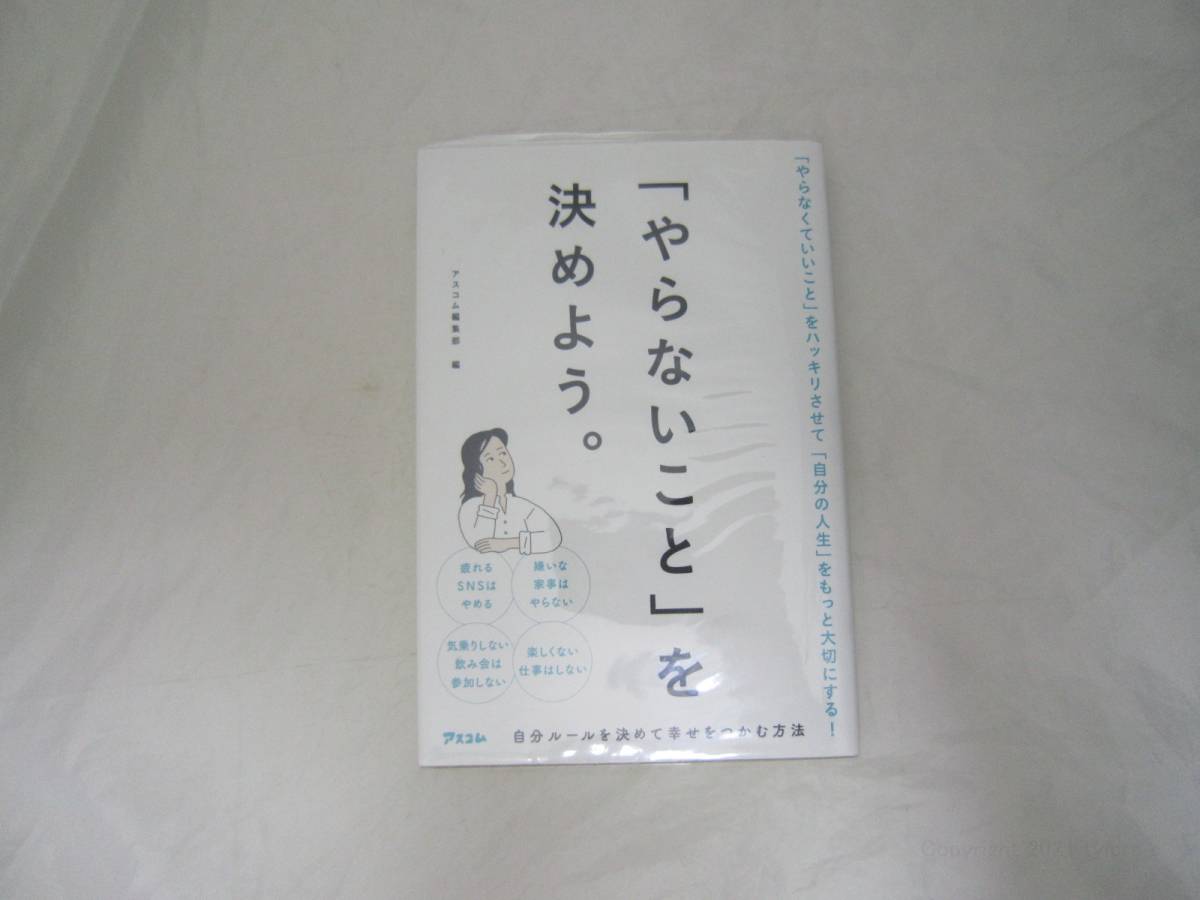 「やらなくていいこと」をハッキリさせて「自分の人生」をもっと大切にする！
「やらないこと」を
決めよう。
アスコム編集部 編
疲れる
SNSは
やめる
嫌いな
家事は
やらない
気乗りしない
飲み会は
参加しない
楽しくない
仕事はしない
アスコム
自分ルールを決めて幸せをつかむ方法
Copyright 2021